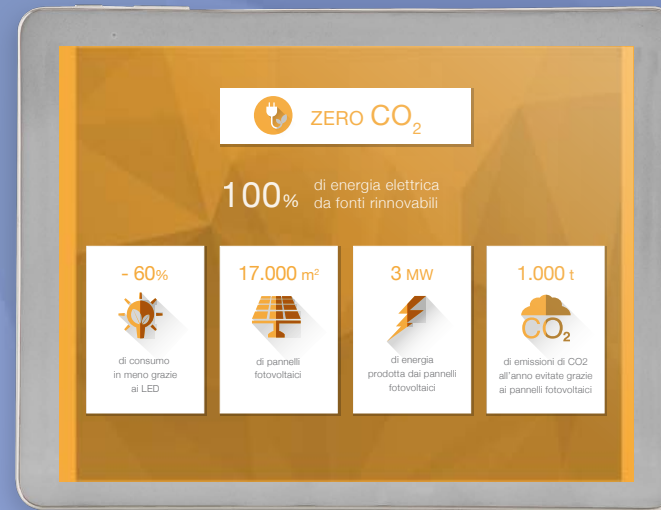 ZERO CO₂
100% di energia elettrica
da fonti rinnovabili
- 60%
di consumo
in meno grazie
ai LED
17.000 m²
di pannelli
fotovoltaici
3 MW
di energia
prodotta dai pannelli
fotovoltaici
1.000 t
CO₂
di emissioni di CO2
all'anno evitate grazie
ai pannelli fotovoltaici